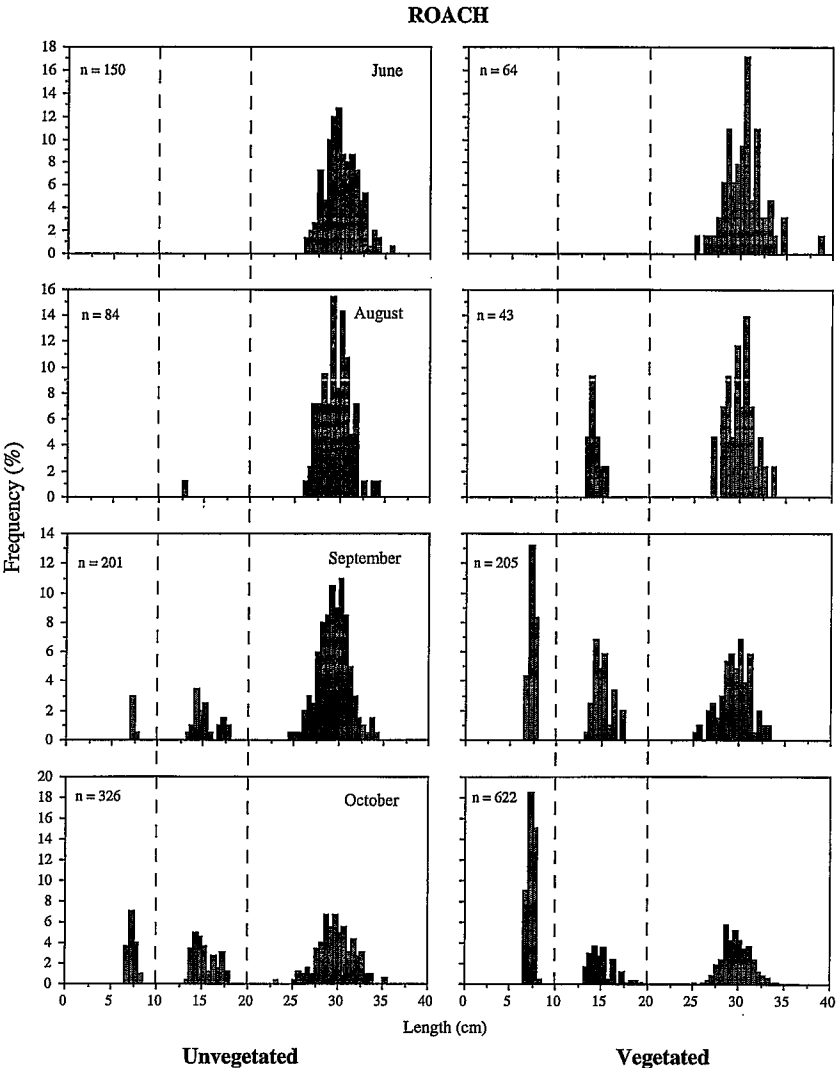 ROACH
18
16
14
12
10
8
6
4
2
0
n = 150
June
n = 64
16
14
12
10
8
6
4
2
0
n = 84
August
n = 43
Frequency (%)
14
12
10
8
6
4
2
0
n = 201
September
n = 205
20
18
16
14
12
10
8
6
4
2
0
n = 326
October
n = 622
0 5 10 15 20 25 30 35 40 0 5 10 15 20 25 30 35 40
Length (cm)
Unvegetated Vegetated